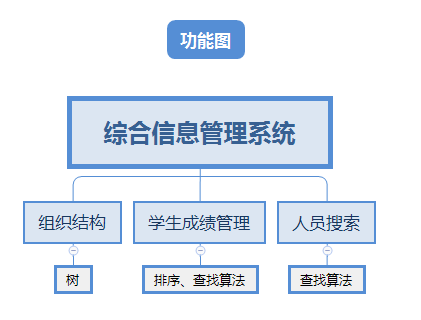 功能图
综合信息管理系统
组织结构
学生成绩管理
人员搜索
树
排序、查找算法
查找算法